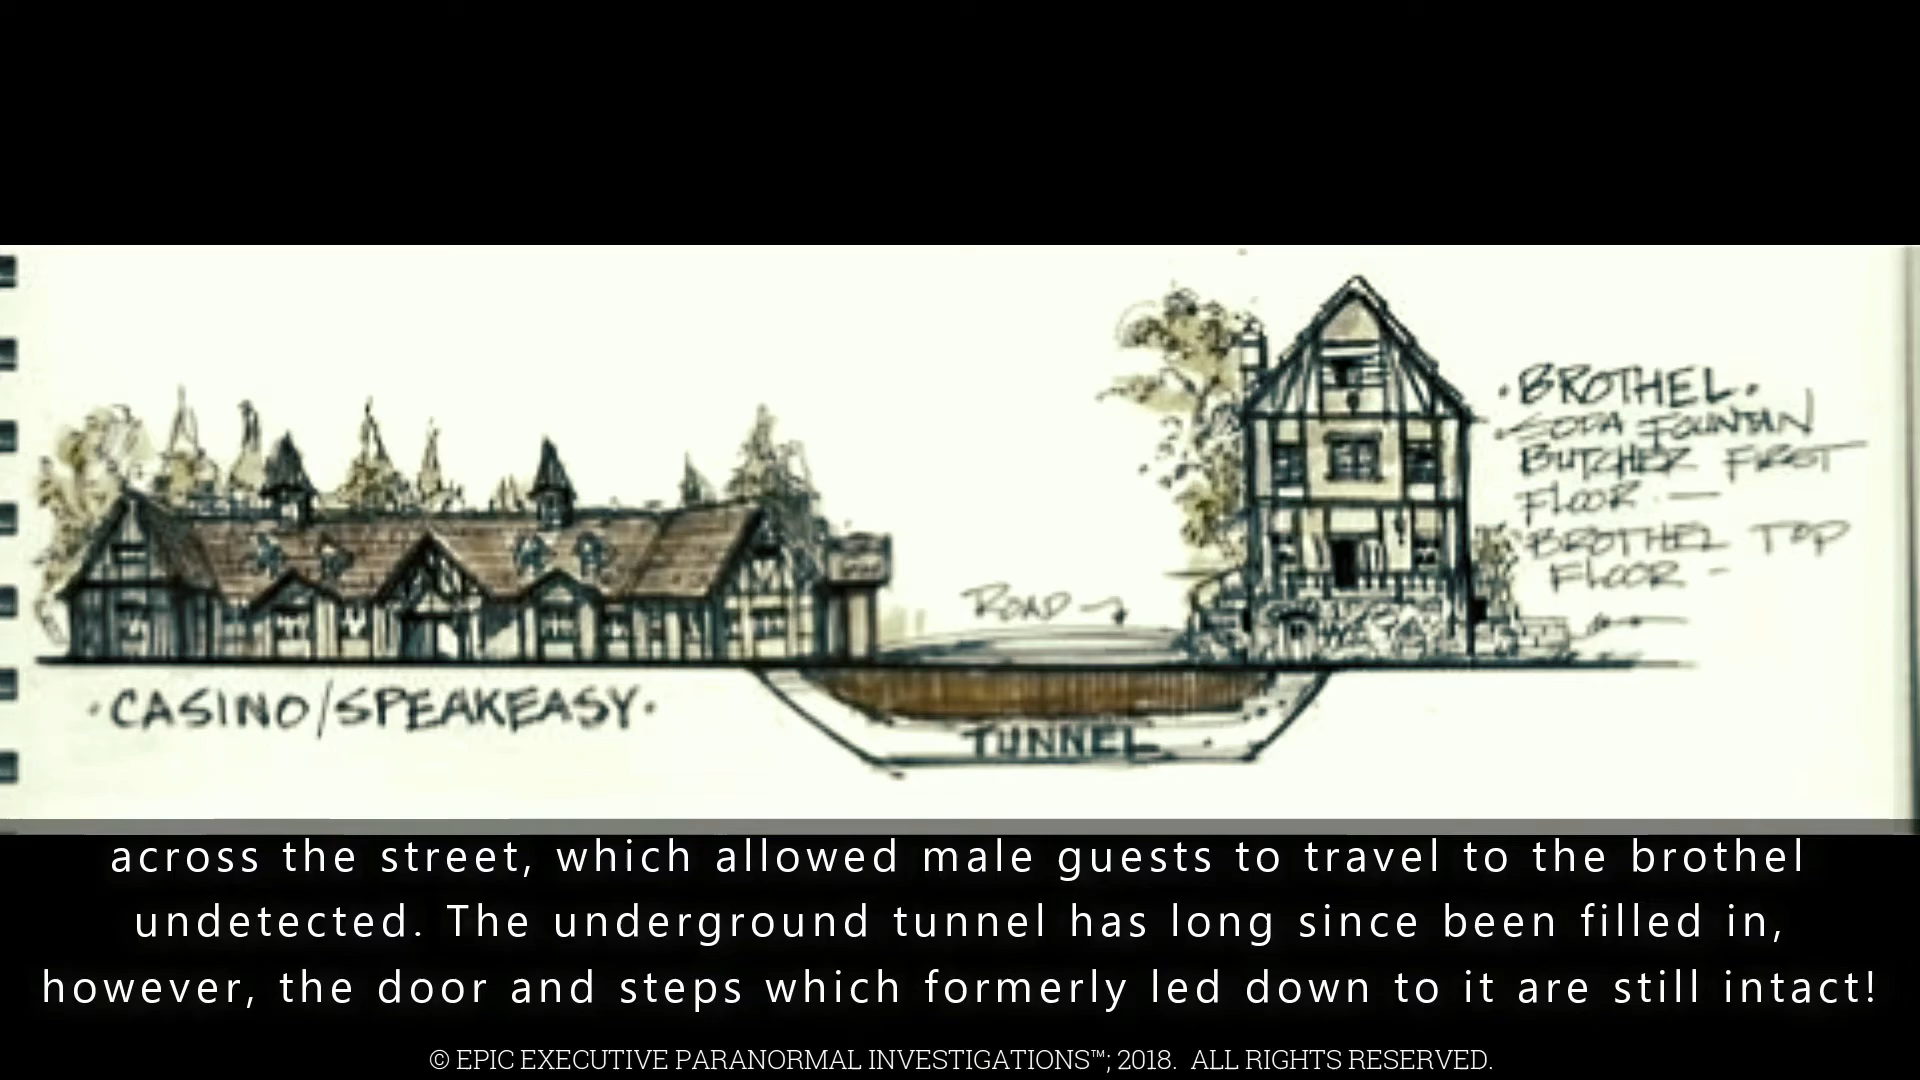 • BROTHEL •
SODA FOUNTAIN
BUTCHER FIRST
FLOOR —
BROTHEL TOP
FLOOR –
ROAD →
• CASINO/SPEAKEASY •
TUNNEL
across the street, which allowed male guests to travel to the brothel
undetected. The underground tunnel has long since been filled in,
however, the door and steps which formerly led down to it are still intact!
© EPIC EXECUTIVE PARANORMAL INVESTIGATIONS™; 2018. ALL RIGHTS RESERVED.